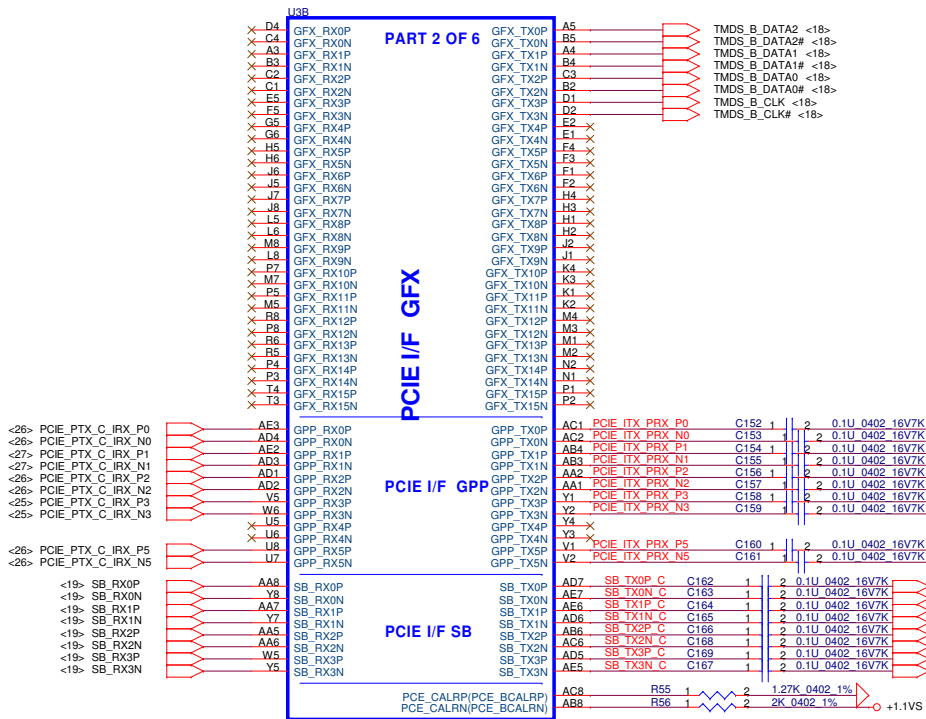 U3B
PART 2 OF 6
D4 GFX_RX0P GFX_TX0P A5 TMDS_B_DATA2 <18>
C4 GFX_RX0N GFX_TX0N B5 TMDS_B_DATA2# <18>
A3 GFX_RX1P GFX_TX1P A4 TMDS_B_DATA1 <18>
B3 GFX_RX1N GFX_TX1N B4 TMDS_B_DATA1# <18>
C2 GFX_RX2P GFX_TX2P C3 TMDS_B_DATA0 <18>
C1 GFX_RX2N GFX_TX2N B2 TMDS_B_DATA0# <18>
E5 GFX_RX3P GFX_TX3P D1 TMDS_B_CLK <18>
F5 GFX_RX3N GFX_TX3N D2 TMDS_B_CLK# <18>
G5 GFX_RX4P GFX_TX4P E2
G6 GFX_RX4N GFX_TX4N E1
H5 GFX_RX5P GFX_TX5P F4
H6 GFX_RX5N GFX_TX5N F3
J6 GFX_RX6P GFX_TX6P F1
J5 GFX_RX6N GFX_TX6N F2
J7 GFX_RX7P GFX_TX7P H4
J8 GFX_RX7N GFX_TX7N H3
L5 GFX_RX8P GFX_TX8P H1
L6 GFX_RX8N GFX_TX8N H2
M8 GFX_RX9P GFX_TX9P J2
L8 GFX_RX9N GFX_TX9N J1
P7 GFX_RX10P GFX_TX10P K4
M7 GFX_RX10N GFX_TX10N K3
P5 GFX_RX11P GFX_TX11P K1
M5 GFX_RX11N GFX_TX11N K2
R8 GFX_RX12P GFX_TX12P M4
P8 GFX_RX12N GFX_TX12N M3
R6 GFX_RX13P GFX_TX13P M1
R5 GFX_RX13N GFX_TX13N M2
P4 GFX_RX14P GFX_TX14P N2
P3 GFX_RX14N GFX_TX14N N1
T4 GFX_RX15P GFX_TX15P P1
T3 GFX_RX15N GFX_TX15N P2
PCIE I/F GFX
<26> PCIE_PTX_C_IRX_P0 AE3 GPP_RX0P GPP_TX0P AC1 PCIE_ITX_PRX_P0 C152 1 2 0.1U_0402_16V7K
<26> PCIE_PTX_C_IRX_N0 AD4 GPP_RX0N GPP_TX0N AC2 PCIE_ITX_PRX_N0 C153 1 2 0.1U_0402_16V7K
<27> PCIE_PTX_C_IRX_P1 AE2 GPP_RX1P GPP_TX1P AB4 PCIE_ITX_PRX_P1 C154 1 2 0.1U_0402_16V7K
<27> PCIE_PTX_C_IRX_N1 AD3 GPP_RX1N GPP_TX1N AB3 PCIE_ITX_PRX_N1 C155 1 2 0.1U_0402_16V7K
<26> PCIE_PTX_C_IRX_P2 AD1 GPP_RX2P GPP_TX2P AA2 PCIE_ITX_PRX_P2 C156 1 2 0.1U_0402_16V7K
<26> PCIE_PTX_C_IRX_N2 AD2 GPP_RX2N GPP_TX2N AA1 PCIE_ITX_PRX_N2 C157 1 2 0.1U_0402_16V7K
<25> PCIE_PTX_C_IRX_P3 V5 GPP_RX3P GPP_TX3P Y1 PCIE_ITX_PRX_P3 C158 1 2 0.1U_0402_16V7K
<25> PCIE_PTX_C_IRX_N3 W6 GPP_RX3N GPP_TX3N Y2 PCIE_ITX_PRX_N3 C159 1 2 0.1U_0402_16V7K
PCIE I/F GPP
U5 GPP_RX4P GPP_TX4P Y4
U6 GPP_RX4N GPP_TX4N Y3
<26> PCIE_PTX_C_IRX_P5 U8 GPP_RX5P GPP_TX5P V1 PCIE_ITX_PRX_P5 C160 1 2 0.1U_0402_16V7K
<26> PCIE_PTX_C_IRX_N5 U7 GPP_RX5N GPP_TX5N V2 PCIE_ITX_PRX_N5 C161 1 2 0.1U_0402_16V7K
<19> SB_RX0P AA8 SB_RX0P SB_TX0P AD7 SB_TX0P_C C162 1 2 0.1U_0402_16V7K
<19> SB_RX0N Y8 SB_RX0N SB_TX0N AE7 SB_TX0N_C C163 1 2 0.1U_0402_16V7K
<19> SB_RX1P AA7 SB_RX1P SB_TX1P AE6 SB_TX1P_C C164 1 2 0.1U_0402_16V7K
<19> SB_RX1N Y7 SB_RX1N SB_TX1N AD6 SB_TX1N_C C165 1 2 0.1U_0402_16V7K
<19> SB_RX2P AA5 SB_RX2P SB_TX2P AB6 SB_TX2P_C C166 1 2 0.1U_0402_16V7K
<19> SB_RX2N AA6 SB_RX2N SB_TX2N AC6 SB_TX2N_C C168 1 2 0.1U_0402_16V7K
<19> SB_RX3P W5 SB_RX3P SB_TX3P AD5 SB_TX3P_C C169 1 2 0.1U_0402_16V7K
<19> SB_RX3N Y5 SB_RX3N SB_TX3N AE5 SB_TX3N_C C167 1 2 0.1U_0402_16V7K
PCIE I/F SB
PCE_CALRP(PCE_BCALRP) AC8 R55 1 2 1.27K_0402_1%
PCE_CALRN(PCE_BCALRN) AB8 R56 1 2 2K_0402_1% +1.1VS